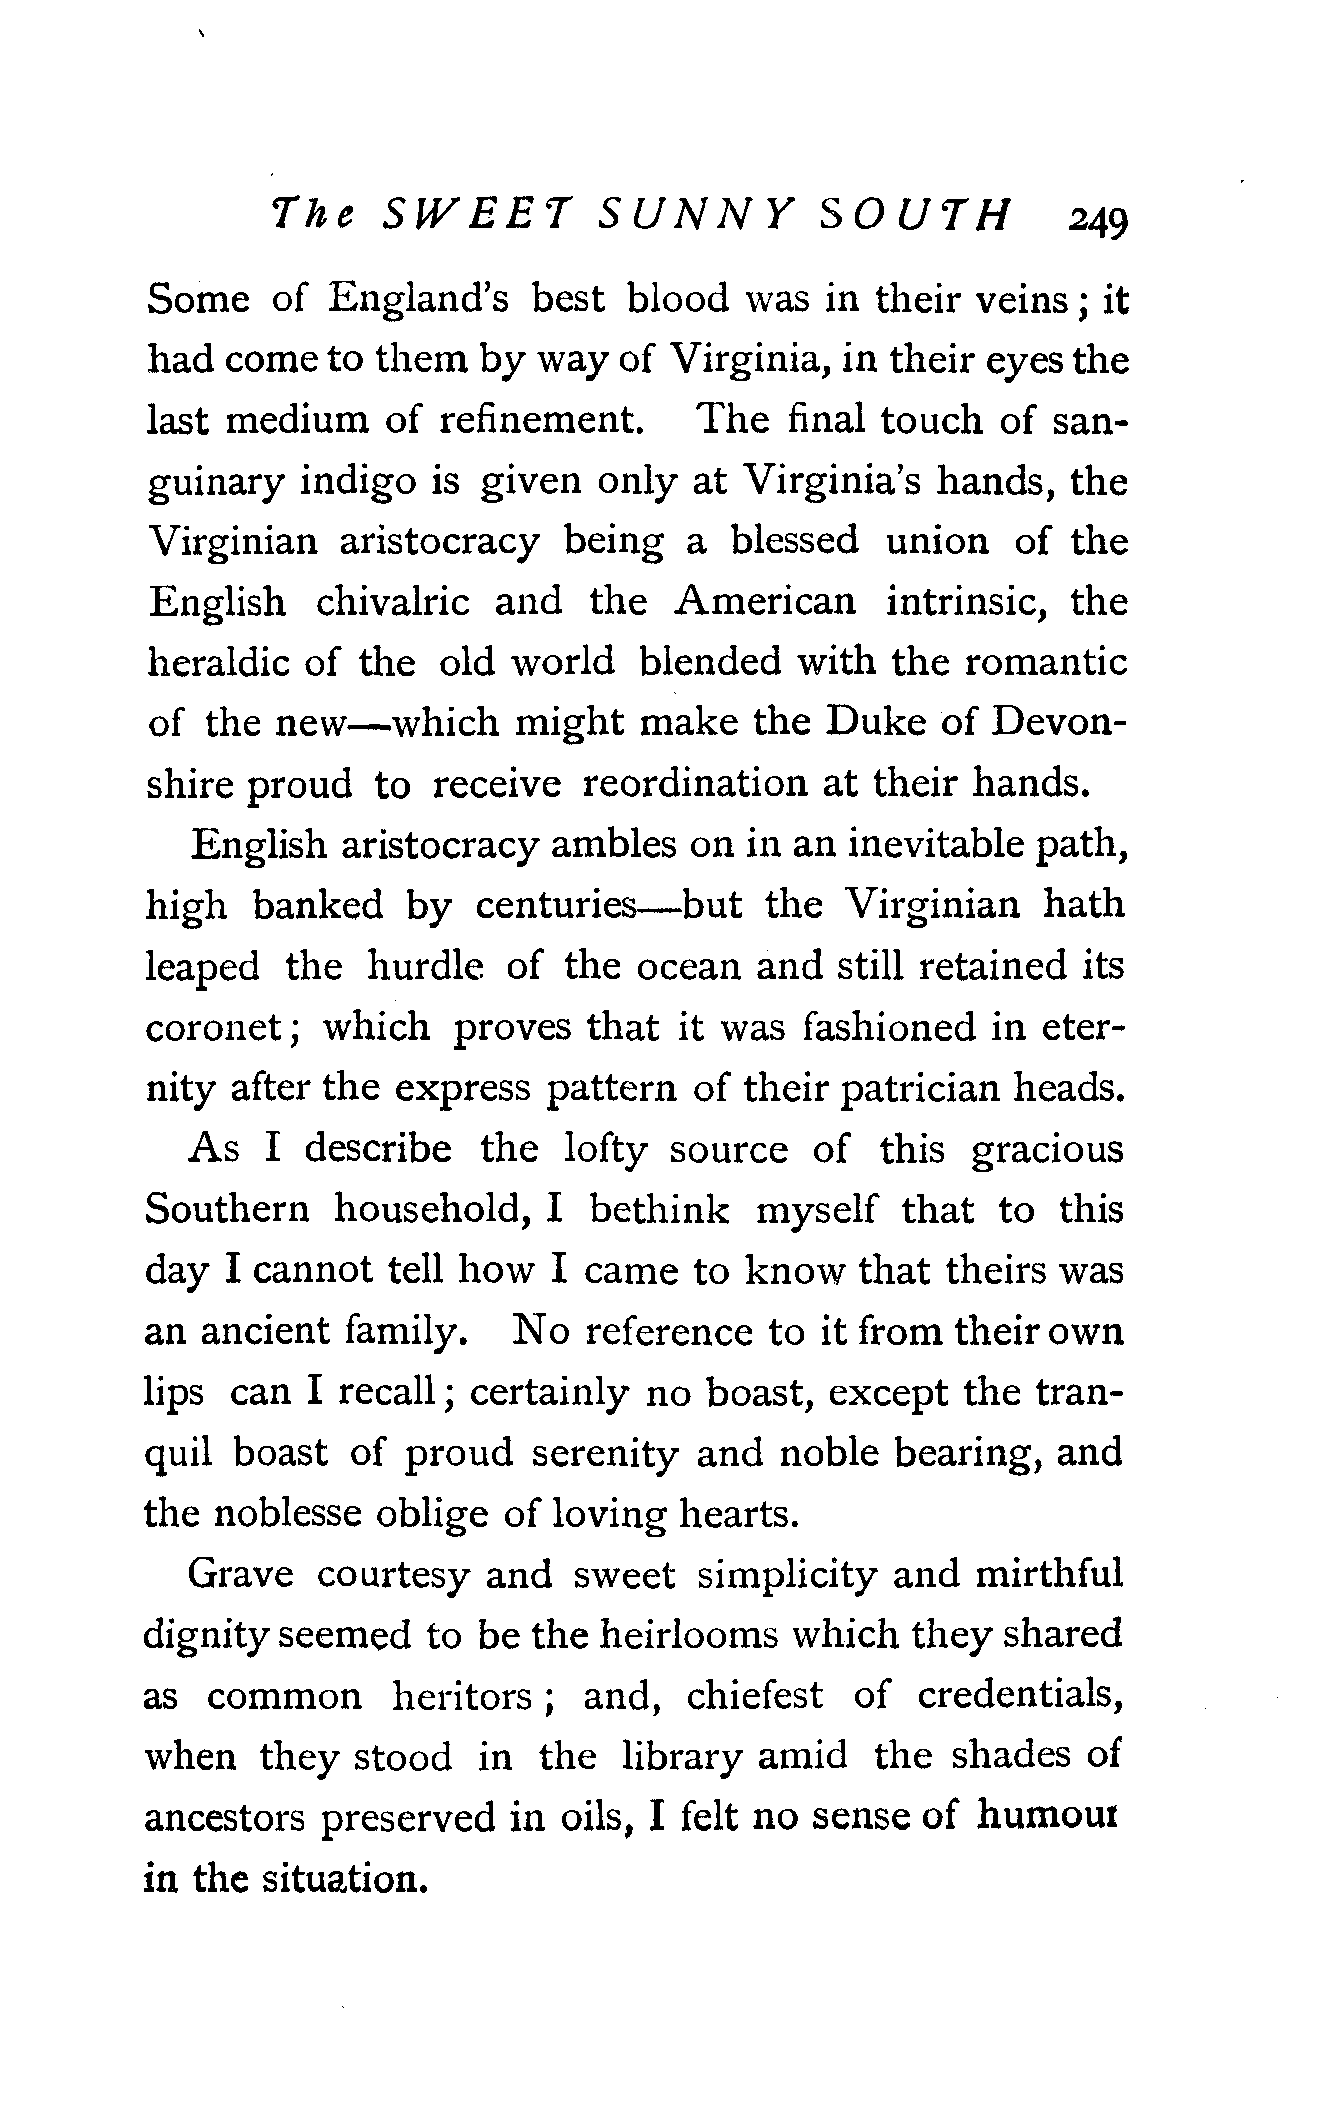 The SWEET SUNNY SOUTH 249
Some of England's best blood was in their veins ; it
had come to them by way of Virginia, in their eyes the
last medium of refinement. The final touch of san-
guinary indigo is given only at Virginia's hands, the
Virginian aristocracy being a blessed union of the
English chivalric and the American intrinsic, the
heraldic of the old world blended with the romantic
of the new—which might make the Duke of Devon-
shire proud to receive reordination at their hands.
English aristocracy ambles on in an inevitable path,
high banked by centuries—but the Virginian hath
leaped the hurdle of the ocean and still retained its
coronet ; which proves that it was fashioned in eter-
nity after the express pattern of their patrician heads.
As I describe the lofty source of this gracious
Southern household, I bethink myself that to this
day I cannot tell how I came to know that theirs was
an ancient family. No reference to it from their own
lips can I recall ; certainly no boast, except the tran-
quil boast of proud serenity and noble bearing, and
the noblesse oblige of loving hearts.
Grave courtesy and sweet simplicity and mirthful
dignity seemed to be the heirlooms which they shared
as common heritors ; and, chiefest of credentials,
when they stood in the library amid the shades of
ancestors preserved in oils, I felt no sense of humour
in the situation.